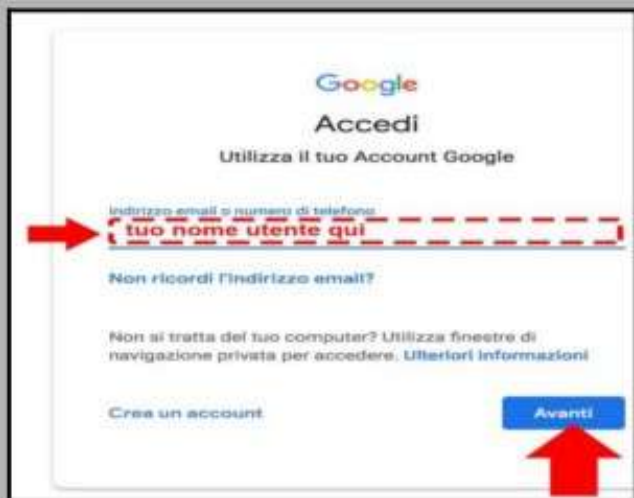 Google
Accedi
Utilizza il tuo Account Google
Indirizzo email o numero di telefono
tuo nome utente qui
Non ricordi l'indirizzo email?
Non si tratta del tuo computer? Utilizza finestre di
navigazione privata per accedere. Ulteriori informazioni
Crea un account
Avanti